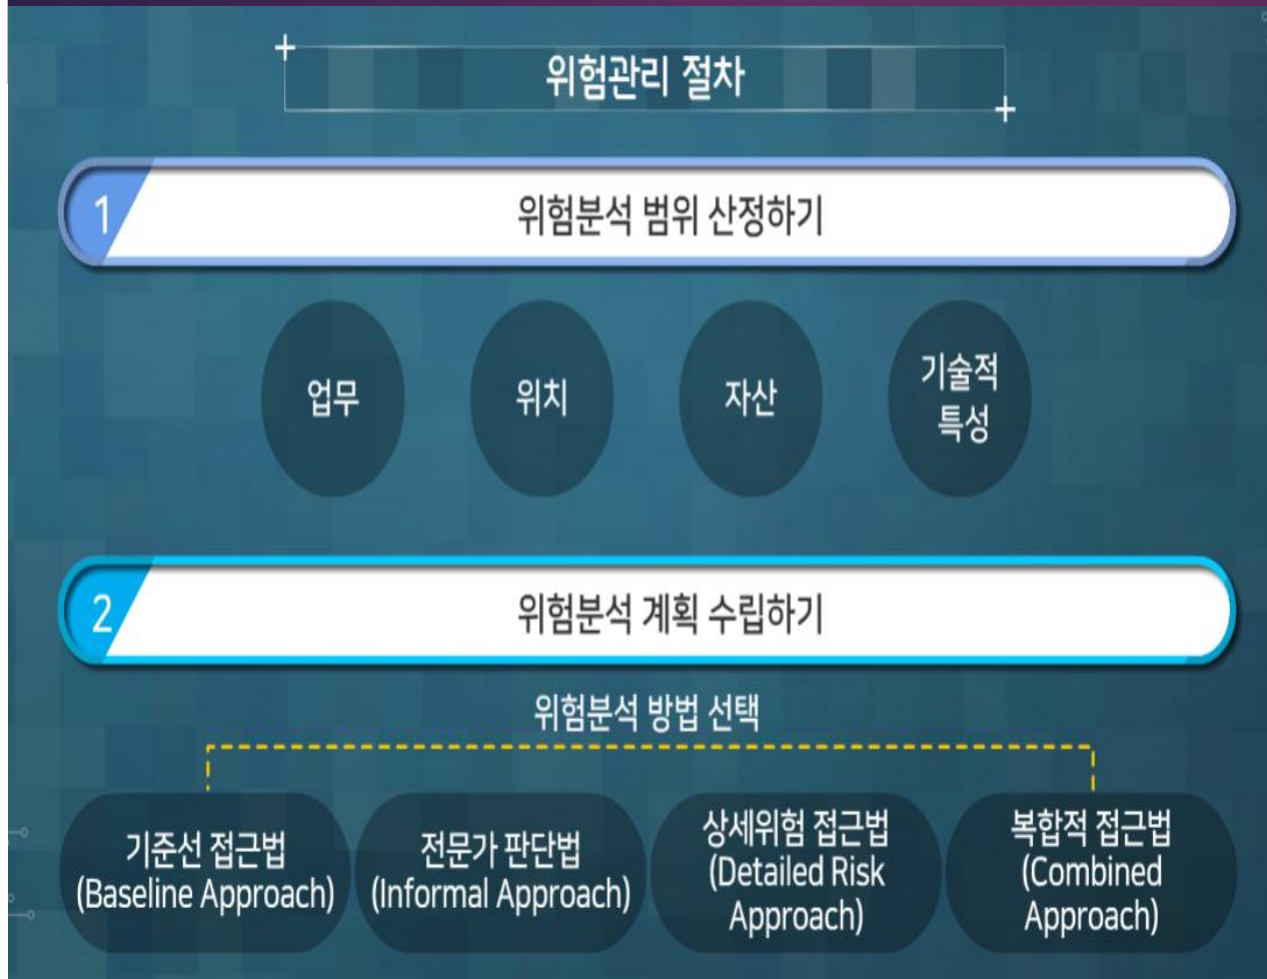 위험관리 절차
1
위험분석 범위 산정하기
업무
위치
자산
기술적
특성
2
위험분석 계획 수립하기
위험분석 방법 선택
기준선 접근법
(Baseline Approach)
전문가 판단법
(Informal Approach)
상세위험 접근법
(Detailed Risk
Approach)
복합적 접근법
(Combined
Approach)